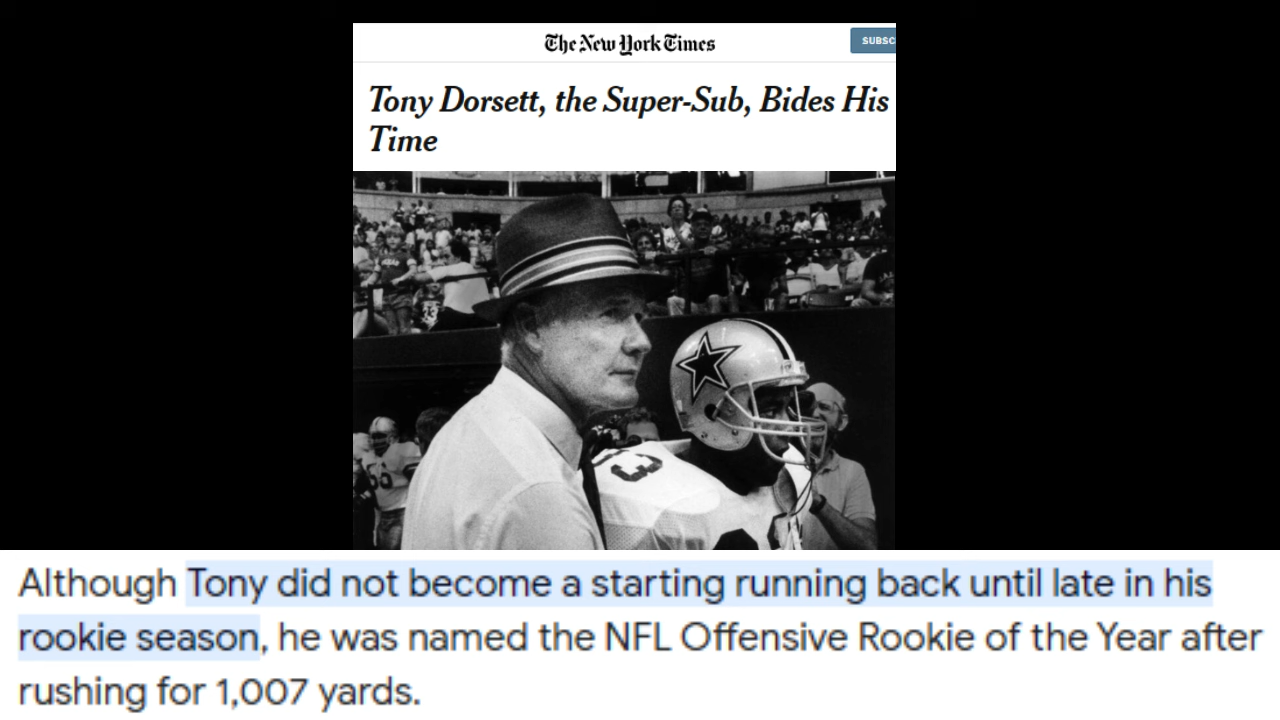 The New York Times
SUBSC
Tony Dorsett, the Super-Sub, Bides His
Time
Although Tony did not become a starting running back until late in his
rookie season, he was named the NFL Offensive Rookie of the Year after
rushing for 1,007 yards.